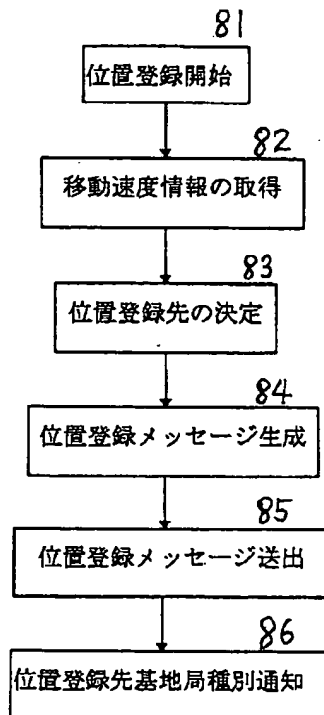 81
位置登録開始
82
移動速度情報の取得
83
位置登録先の決定
84
位置登録メッセージ生成
85
位置登録メッセージ送出
86
位置登録先基地局種別通知